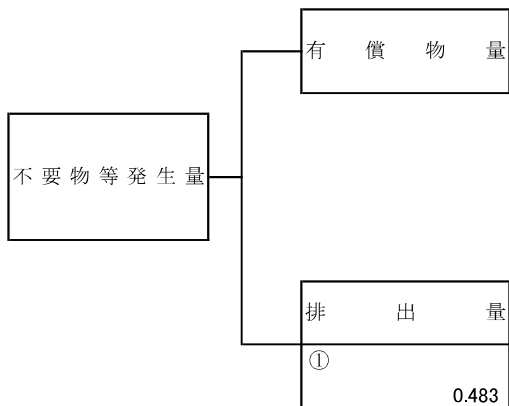 有償物量
不要物等発生量
排出量
①
0.483